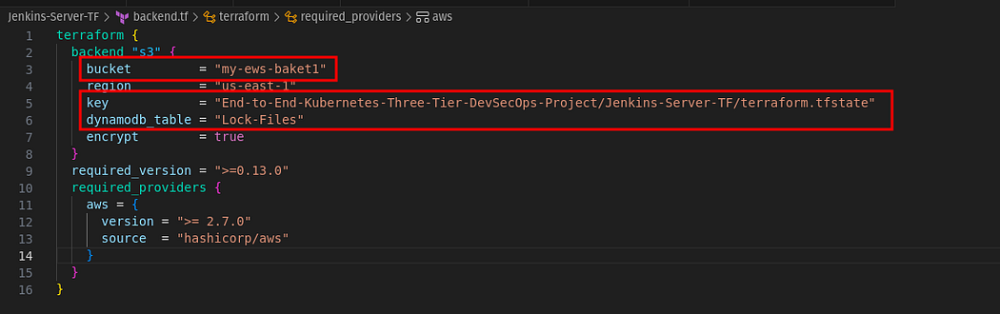 Jenkins-Server-TF > backend.tf > terraform > required_providers > aws
1 terraform {
2 backend "s3" {
3 bucket = "my-ews-baket1"
4 region = "us-east-1"
5 key = "End-to-End-Kubernetes-Three-Tier-DevSecOps-Project/Jenkins-Server-TF/terraform.tfstate"
6 dynamodb_table = "Lock-Files"
7 encrypt = true
8 }
9 required_version = ">=0.13.0"
10 required_providers {
11 aws = {
12 version = ">= 2.7.0"
13 source = "hashicorp/aws"
14 }
15 }
16 }